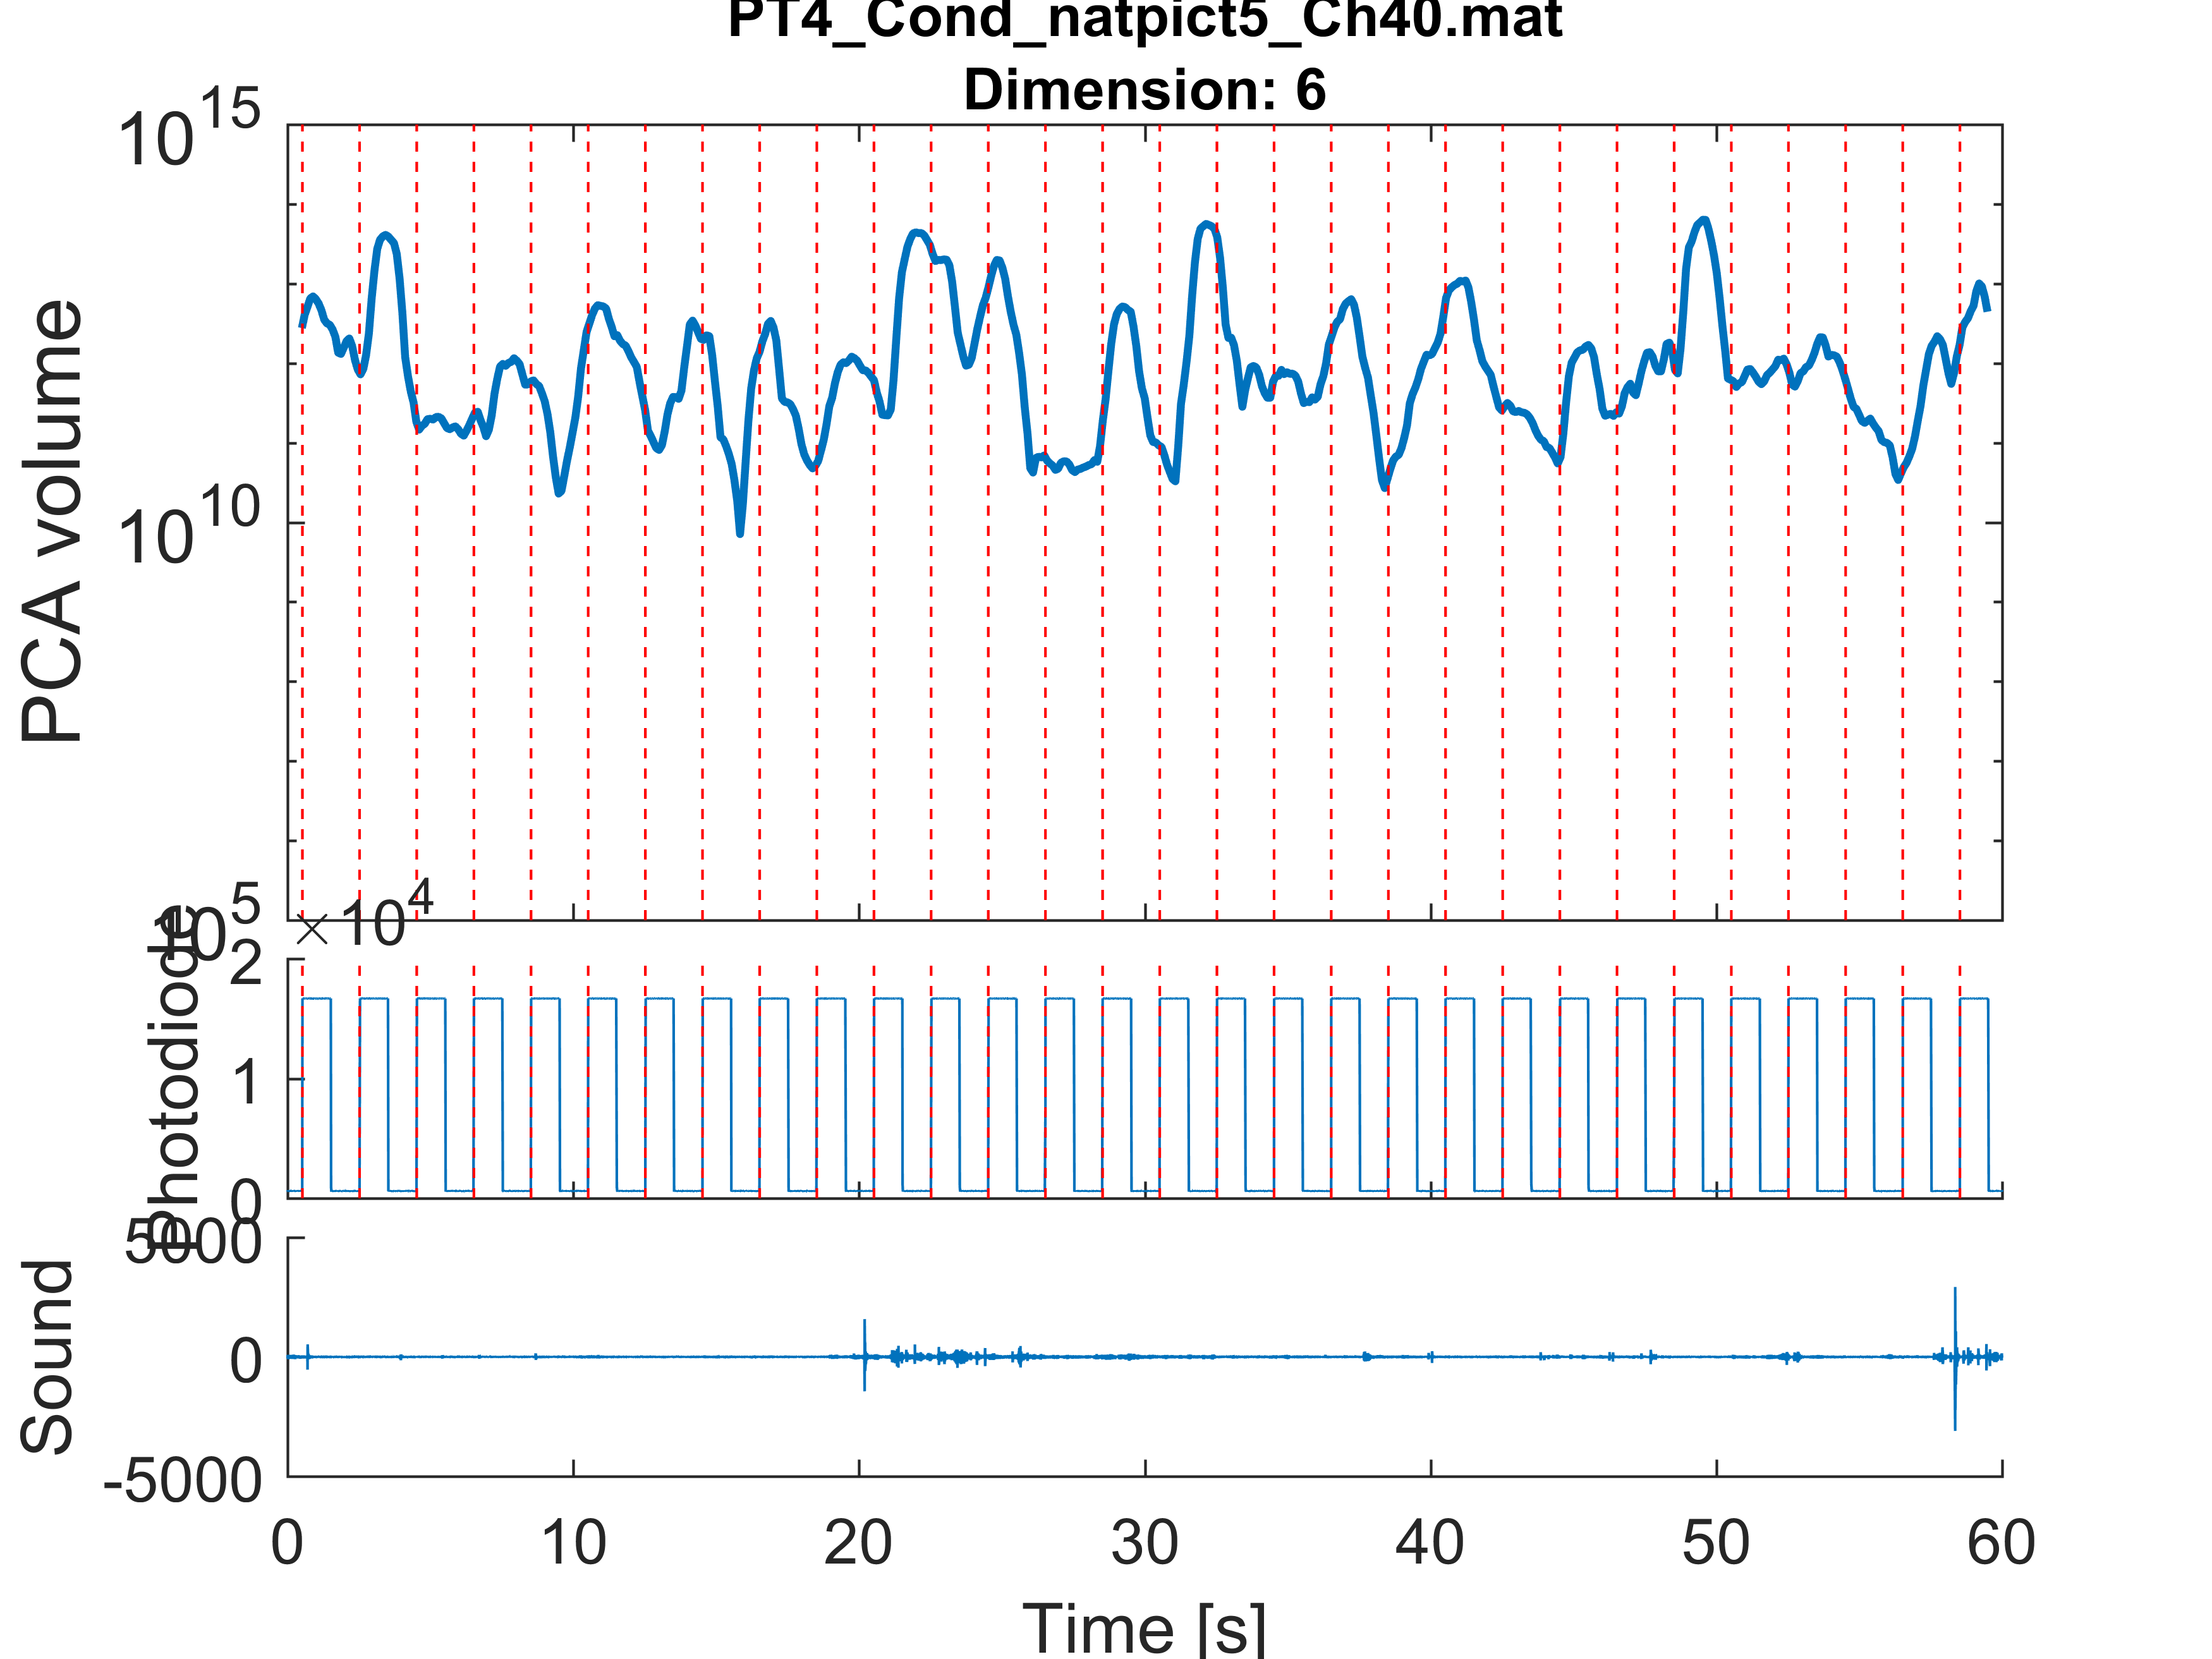 PT4_Cond_natpict5_Ch40.mat
Dimension: 6
10^15
10^10
10^5
PCA volume
×10^4
2
1
0
Photodiode
5000
0
-5000
Sound
0 10 20 30 40 50 60
Time [s]